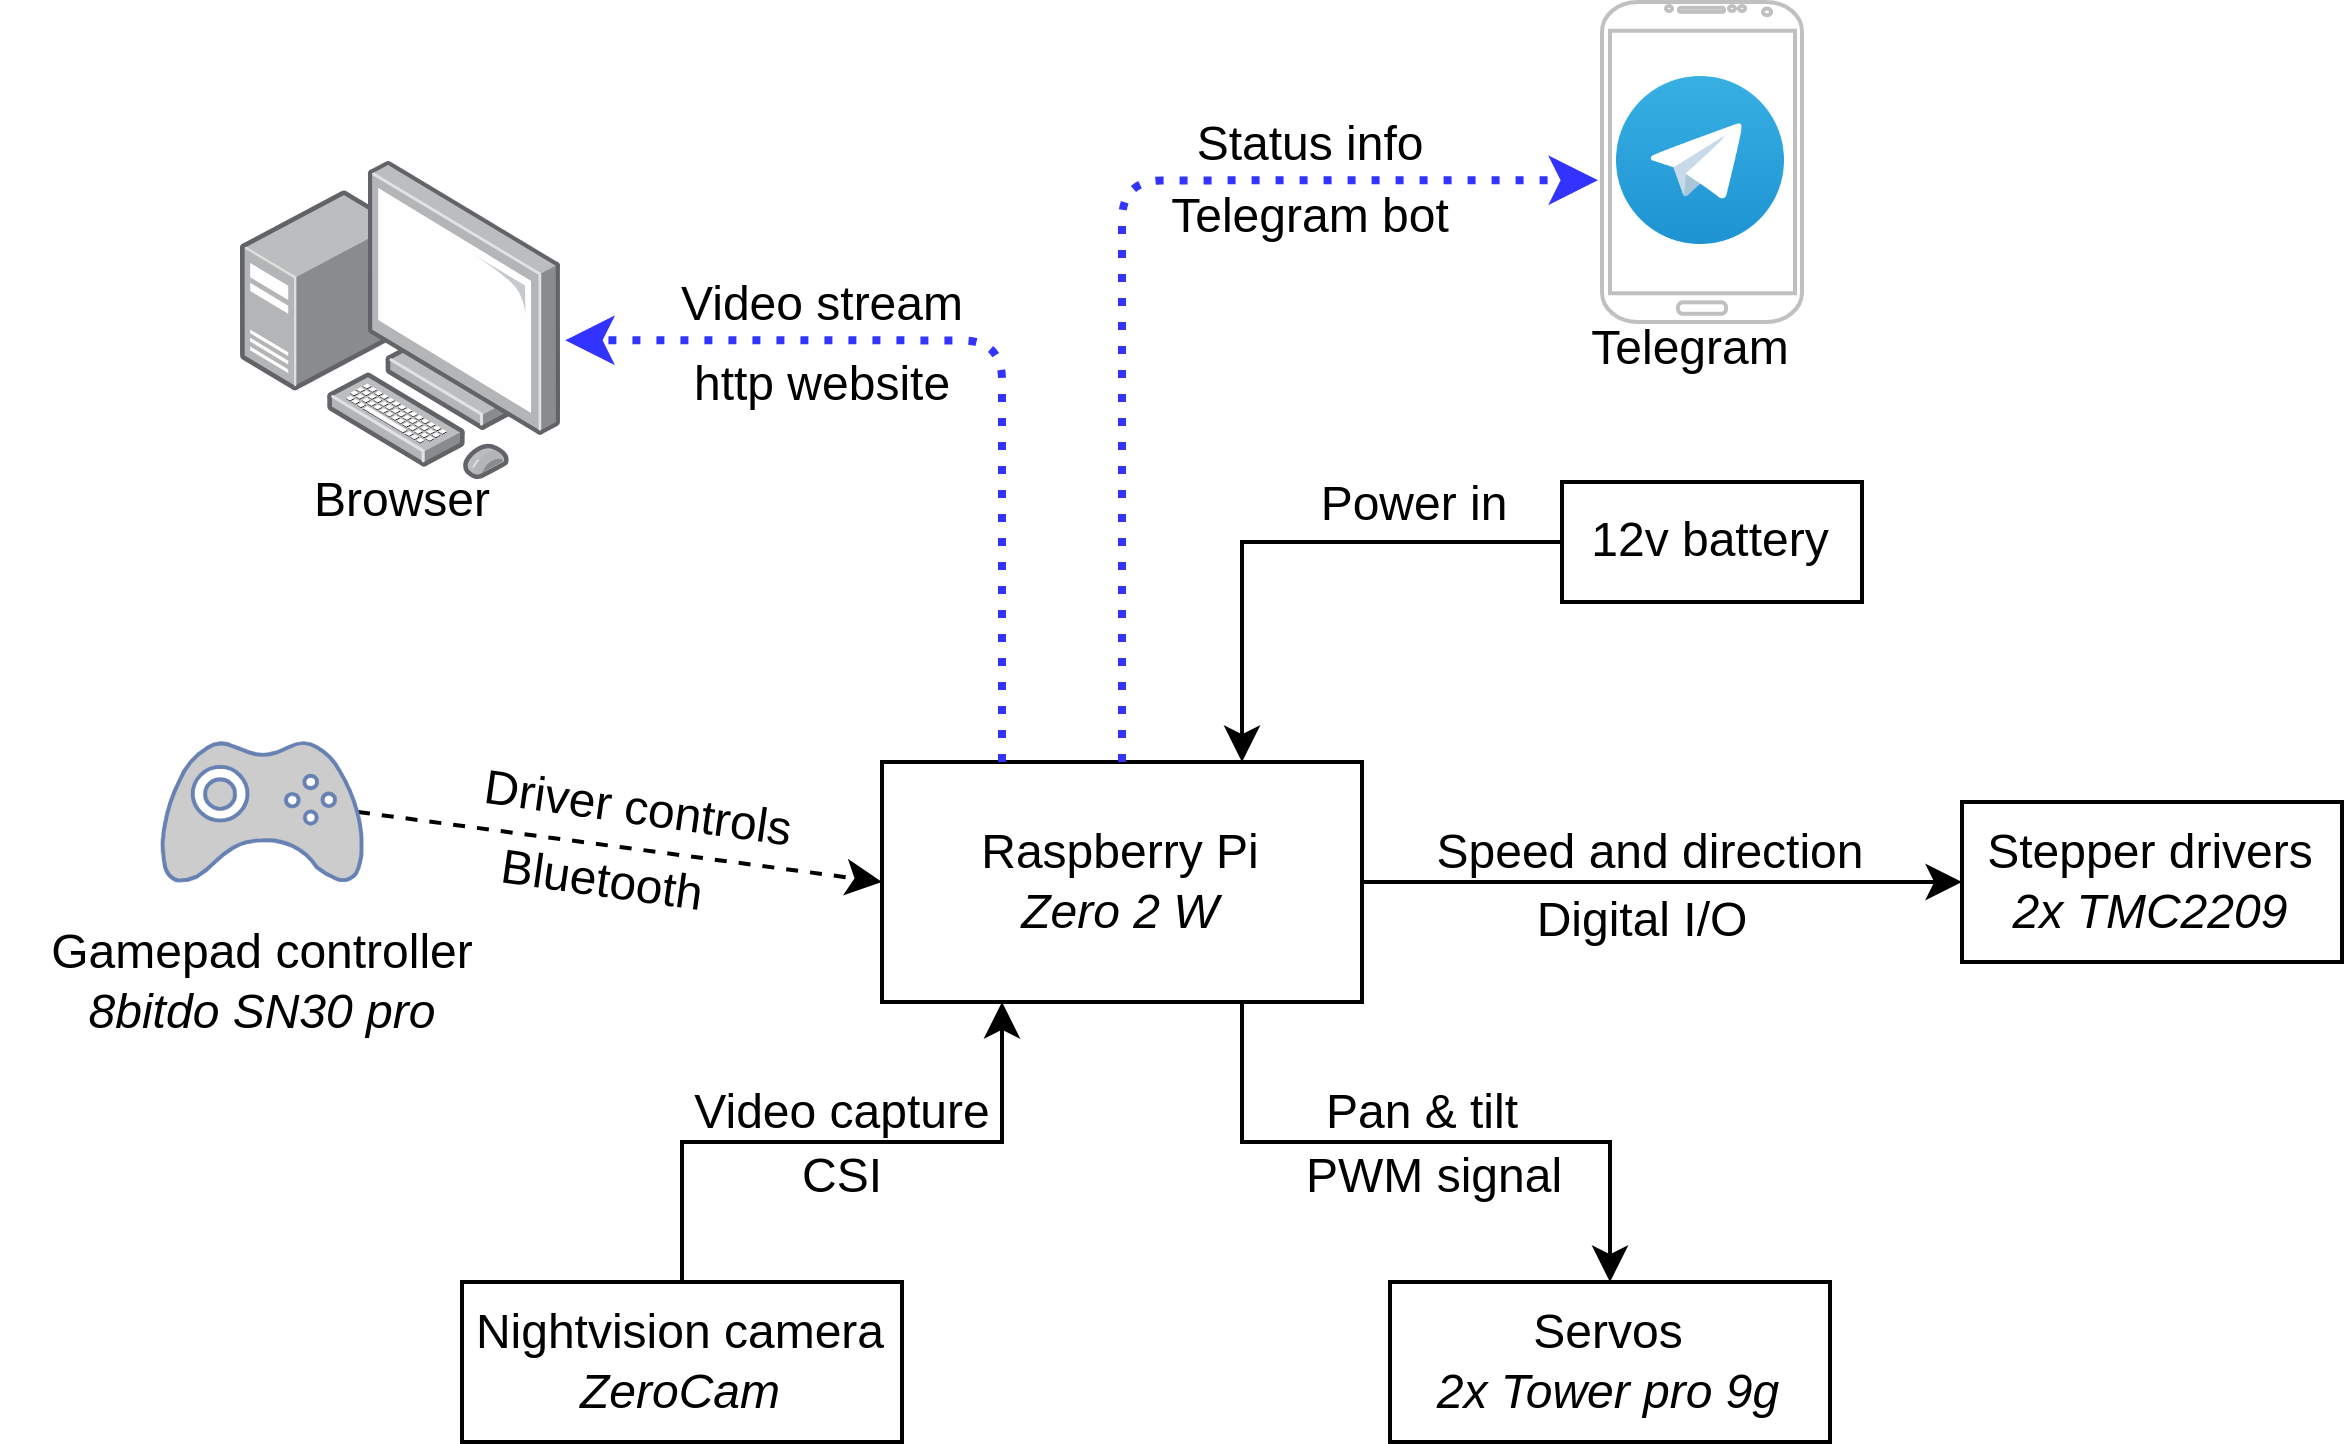 Status info
Telegram bot
Telegram
Video stream
http website
Browser
Power in
12v battery
Driver controls
Bluetooth
Gamepad controller
8bitdo SN30 pro
Raspberry Pi
Zero 2 W
Speed and direction
Digital I/O
Stepper drivers
2x TMC2209
Video capture
CSI
Pan & tilt
PWM signal
Nightvision camera
ZeroCam
Servos
2x Tower pro 9g